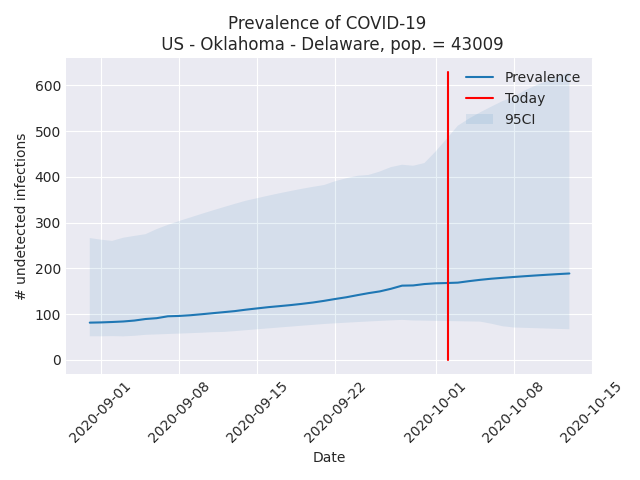 Prevalence of COVID-19
US - Oklahoma - Delaware, pop. = 43009
Prevalence
Today
95CI
# undetected infections
600
500
400
300
200
100
0
2020-09-01
2020-09-08
2020-09-15
2020-09-22
2020-10-01
2020-10-08
2020-10-15
Date